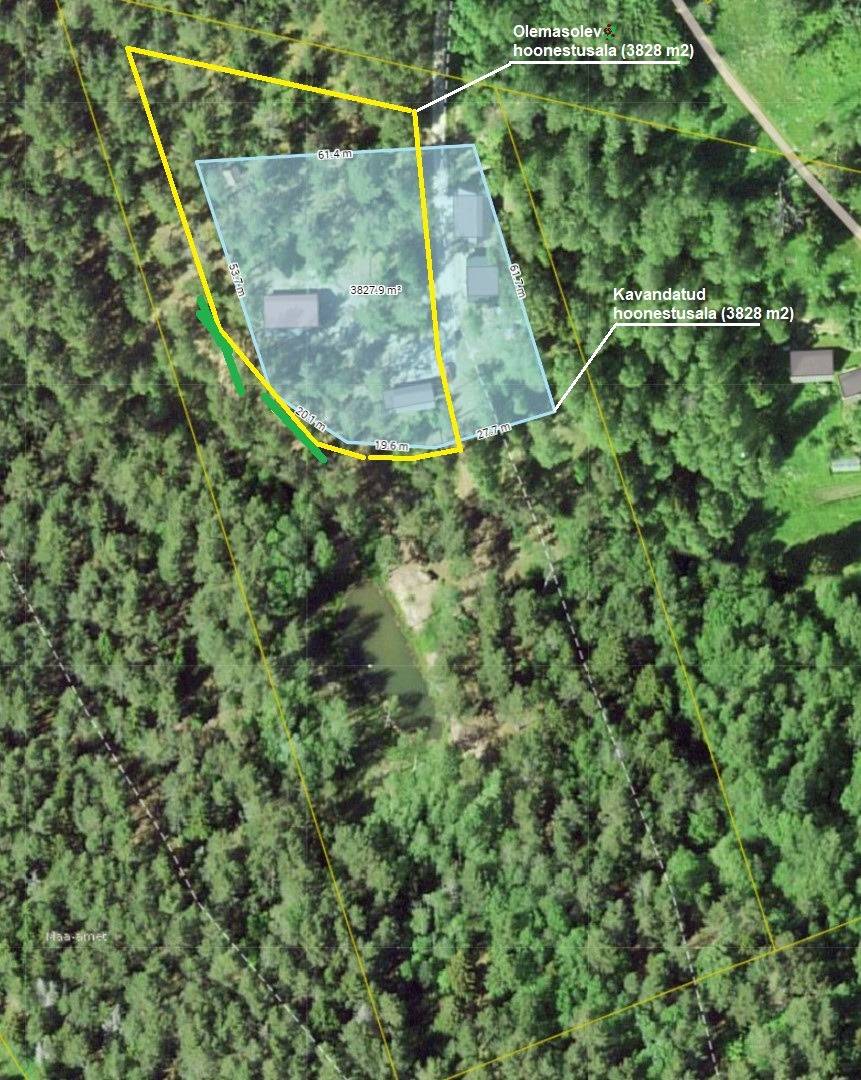 Olemasolev
hoonestusala (3828 m2)
61.4 m
53.7 m
3827.9 m²
61.7 m
Kavandatud
hoonestusala (3828 m2)
20.1 m
19.6 m
27.7 m
Maa-amet